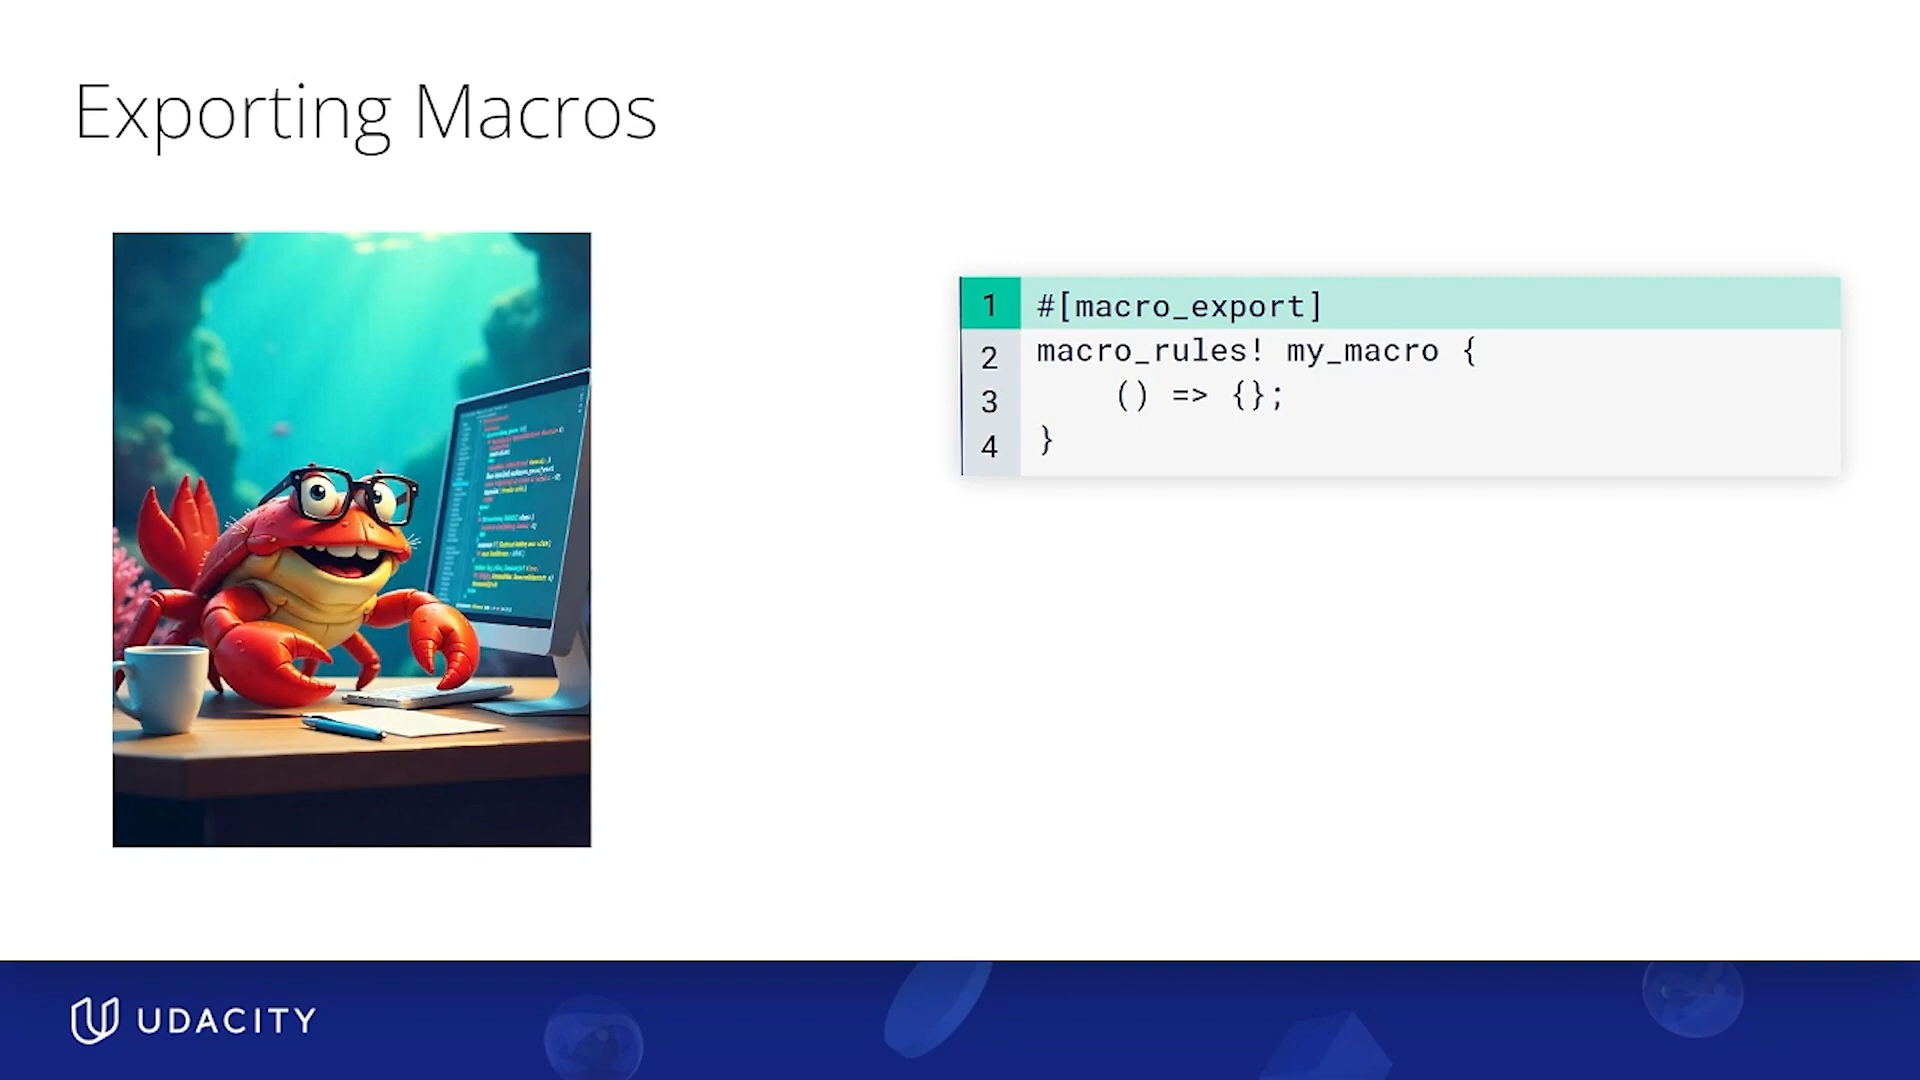 Exporting Macros
1 #[macro_export]
2 macro_rules! my_macro {
3     () => {};
4 }
UDACITY